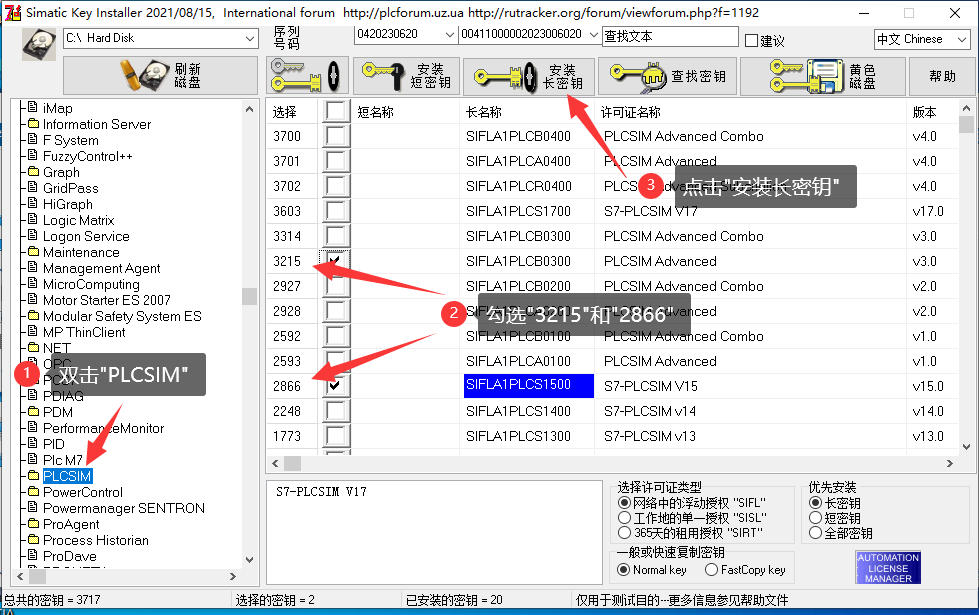 Simatic Key Installer 2021/08/15, International forum http://plcforum.uz.ua http://rutracker.org/forum/viewforum.php?f=1192
C:\ Hard Disk
序列
号码
0420230620
00411000002023006020
查找文本
建议
中文 Chinese
刷新
磁盘
安装
短密钥
安装
长密钥
查找密钥
黄色
磁盘
帮助
iMap
Information Server
F System
FuzzyControl++
Graph
GridPass
HiGraph
Logic Matrix
Logon Service
Maintenance
Management Agent
MicroComputing
Motor Starter ES 2007
Modular Safety System ES
MP ThinClient
NET
OPC
1 双击"PLCSIM"
PDIAG
PDM
PerformanceMonitor
PID
Plc M7
PLCSIM
PowerControl
Powermanager SENTRON
ProAgent
Process Historian
ProDave
选择 短名称 长名称 许可证名称 版本
3700 SIFLA1PLCB0400 PLCSIM Advanced Combo v4.0
3701 SIFLA1PLCA0400 PLCSIM Advanced v4.0
3702 SIFLA1PLCR0400 v4.0
3 点击"安装长密钥"
3603 SIFLA1PLCS1700 S7-PLCSIM V17 v17.0
3314 SIFLA1PLCB0300 PLCSIM Advanced Combo v3.0
3215 SIFLA1PLCB0300 PLCSIM Advanced v3.0
2927 SIFLA1PLCB0200 PLCSIM Advanced Combo v2.0
2928 v2.0
2 勾选"3215"和"2866"
2592 SIFLA1PLCB0100 PLCSIM Advanced Combo v1.0
2593 SIFLA1PLCA0100 PLCSIM Advanced v1.0
2866 SIFLA1PLCS1500 S7-PLCSIM V15 v15.0
2248 SIFLA1PLCS1400 S7-PLCSIM v14 v14.0
1773 SIFLA1PLCS1300 S7-PLCSIM v13 v13.0
S7-PLCSIM V17
选择许可证类型
网络中的浮动授权 "SIFL"
工作地的单一授权 "SISL"
365天的租用授权 "SIRT"
一般或快速复制密钥
Normal key FastCopy key
优先安装
长密钥
短密钥
全部密钥
AUTOMATION
LICENSE
MANAGER
总共的密钥 = 3717
选择的密钥 = 2
已安装的密钥 = 20
仅用于测试目的---更多信息参见帮助文件